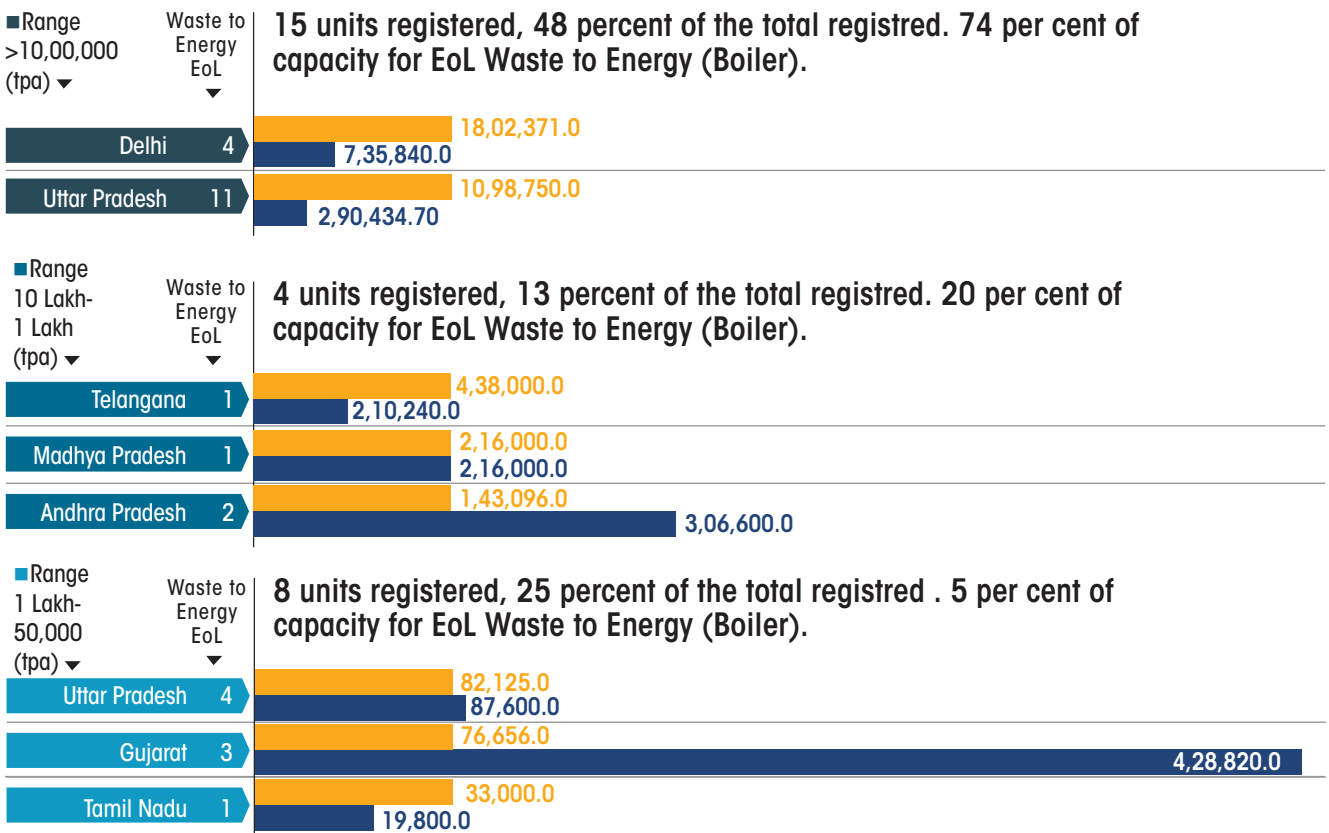 Range
>10,00,000
(tpa)
Waste to
Energy
EoL
15 units registered, 48 percent of the total registred. 74 per cent of
capacity for EoL Waste to Energy (Boiler).
Delhi 4
18,02,371.0
7,35,840.0
Uttar Pradesh 11
10,98,750.0
2,90,434.70
Range
10 Lakh-
1 Lakh
(tpa)
Waste to
Energy
EoL
4 units registered, 13 percent of the total registred. 20 per cent of
capacity for EoL Waste to Energy (Boiler).
Telangana 1
4,38,000.0
2,10,240.0
Madhya Pradesh 1
2,16,000.0
2,16,000.0
Andhra Pradesh 2
1,43,096.0
3,06,600.0
Range
1 Lakh-
50,000
(tpa)
Waste to
Energy
EoL
8 units registered, 25 percent of the total registred . 5 per cent of
capacity for EoL Waste to Energy (Boiler).
Uttar Pradesh 4
82,125.0
87,600.0
Gujarat 3
76,656.0
4,28,820.0
Tamil Nadu 1
33,000.0
19,800.0